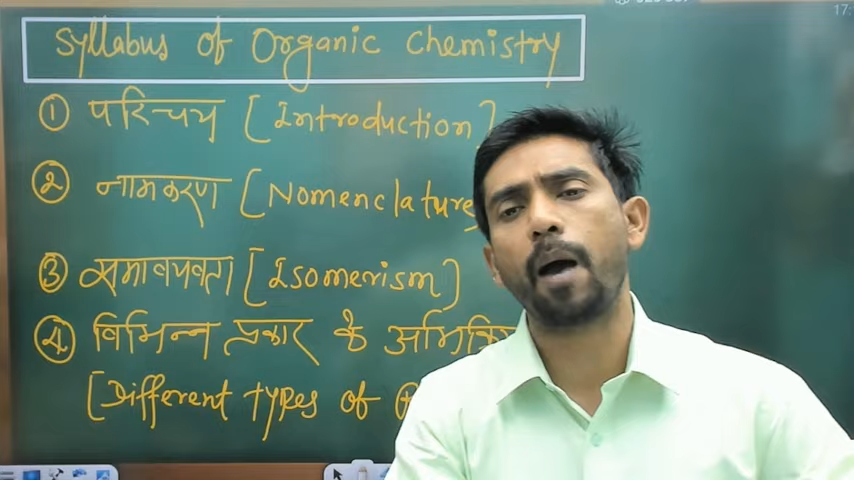 Syllabus of Organic Chemistry
① परिचय [Introduction]
② नामकरण [Nomenclature
③ समावयवता [Isomerism]
④ विभिन्न प्रकार के
[Different Types of